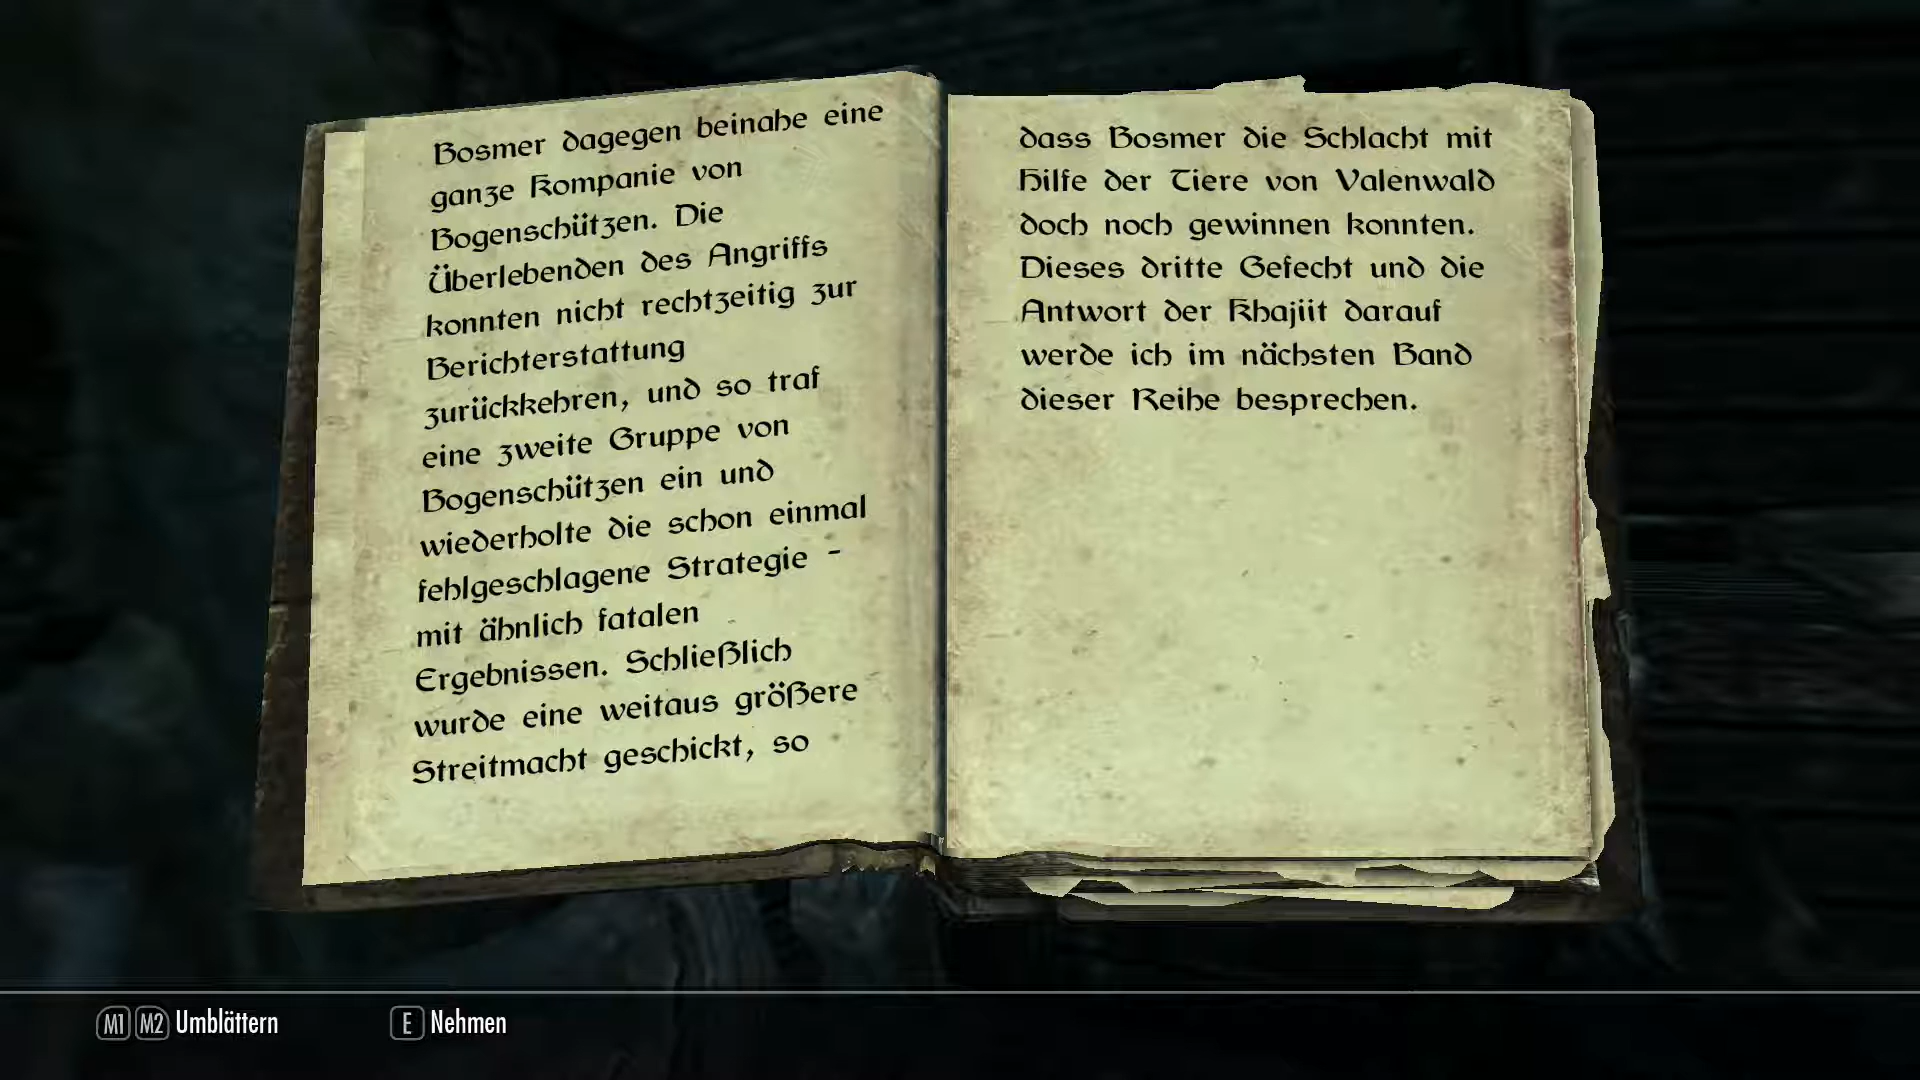 Bosmer dagegen beinahe eine
ganze Kompanie von
Bogenschützen. Die
Überlebenden des Angriffs
konnten nicht rechtzeitig zur
Berichterstattung
zurückkehren, und so traf
eine zweite Gruppe von
Bogenschützen ein und
wiederholte die schon einmal
fehlgeschlagene Strategie -
mit ähnlich fatalen
Ergebnissen. Schließlich
wurde eine weitaus größere
Streitmacht geschickt, so
dass Bosmer die Schlacht mit
Hilfe der Tiere von Valenwald
doch noch gewinnen konnten.
Dieses dritte Gefecht und die
Antwort der Khajiit darauf
werde ich im nächsten Band
dieser Reihe besprechen.
M1 M2 Umblättern
E Nehmen